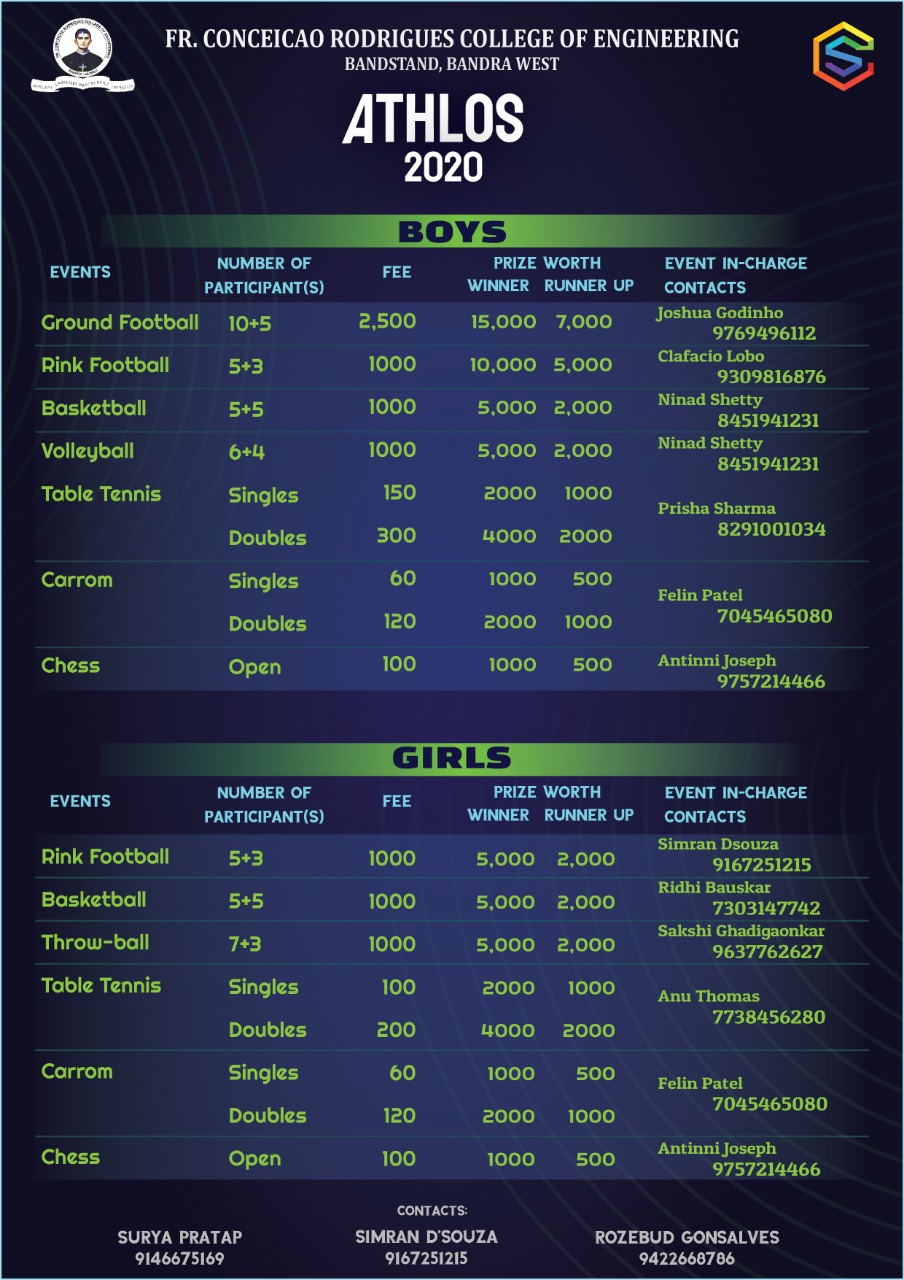 FR. CONCEICAO RODRIGUES COLLEGE OF ENGINEERING
BANDSTAND, BANDRA WEST
ATHLOS
2020
BOYS
EVENTS NUMBER OF PARTICIPANT(S) FEE PRIZE WORTH WINNER RUNNER UP EVENT IN-CHARGE CONTACTS
Ground Football 10+5 2,500 15,000 7,000 Joshua Godinho
9769496112
Rink Football 5+3 1000 10,000 5,000 Clafacio Lobo
9309816876
Basketball 5+5 1000 5,000 2,000 Ninad Shetty
8451941231
Volleyball 6+4 1000 5,000 2,000 Ninad Shetty
8451941231
Table Tennis Singles 150 2000 1000
Prisha Sharma
8291001034
Doubles 300 4000 2000
Carrom Singles 60 1000 500
Felin Patel
7045465080
Doubles 120 2000 1000
Chess Open 100 1000 500 Antinni Joseph
9757214466
GIRLS
EVENTS NUMBER OF PARTICIPANT(S) FEE PRIZE WORTH WINNER RUNNER UP EVENT IN-CHARGE CONTACTS
Rink Football 5+3 1000 5,000 2,000 Simran Dsouza
9167251215
Basketball 5+5 1000 5,000 2,000 Ridhi Bauskar
7303147742
Throw-ball 7+3 1000 5,000 2,000 Sakshi Ghadigaonkar
9637762627
Table Tennis Singles 100 2000 1000
Anu Thomas
7738456280
Doubles 200 4000 2000
Carrom Singles 60 1000 500
Felin Patel
7045465080
Doubles 120 2000 1000
Chess Open 100 1000 500 Antinni Joseph
9757214466
CONTACTS:
SURYA PRATAP SIMRAN D'SOUZA ROZEBUD GONSALVES
9146675169 9167251215 9422668786